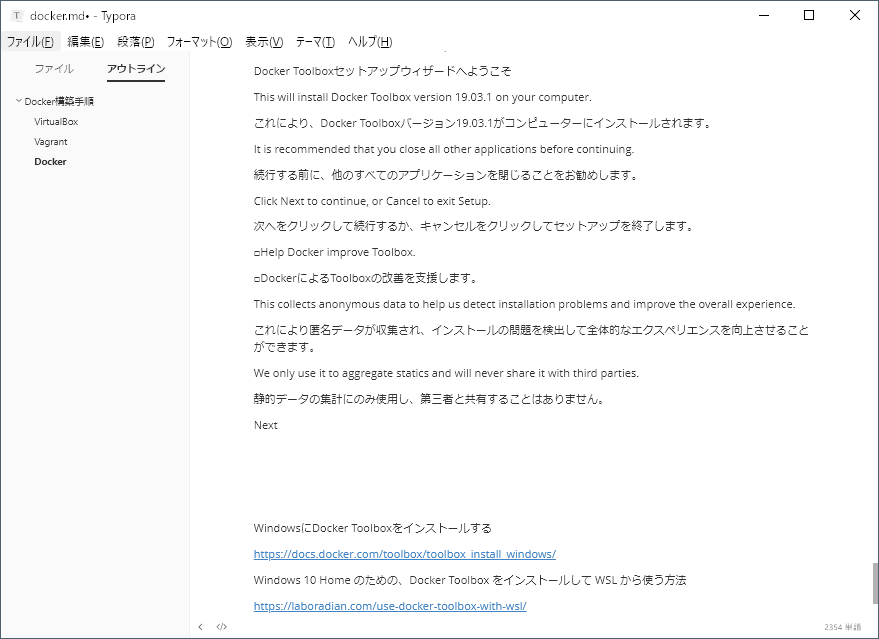 docker.md• - Typora
ファイル(F) 編集(E) 段落(P) フォーマット(O) 表示(V) テーマ(T) ヘルプ(H)
ファイル アウトライン
Docker構築手順
VirtualBox
Vagrant
Docker
Docker Toolboxセットアップウィザードへようこそ
This will install Docker Toolbox version 19.03.1 on your computer.
これにより、Docker Toolboxバージョン19.03.1がコンピューターにインストールされます。
It is recommended that you close all other applications before continuing.
続行する前に、他のすべてのアプリケーションを閉じることをお勧めします。
Click Next to continue, or Cancel to exit Setup.
次へをクリックして続行するか、キャンセルをクリックしてセットアップを終了します。
□Help Docker improve Toolbox.
□DockerによるToolboxの改善を支援します。
This collects anonymous data to help us detect installation problems and improve the overall experience.
これにより匿名データが収集され、インストールの問題を検出して全体的なエクスペリエンスを向上させること
ができます。
We only use it to aggregate statics and will never share it with third parties.
静的データの集計にのみ使用し、第三者と共有することはありません。
Next
WindowsにDocker Toolboxをインストールする
https://docs.docker.com/toolbox/toolbox_install_windows/
Windows 10 Home のための、Docker Toolbox をインストールして WSL から使う方法
https://laboradian.com/use-docker-toolbox-with-wsl/
2354 単語